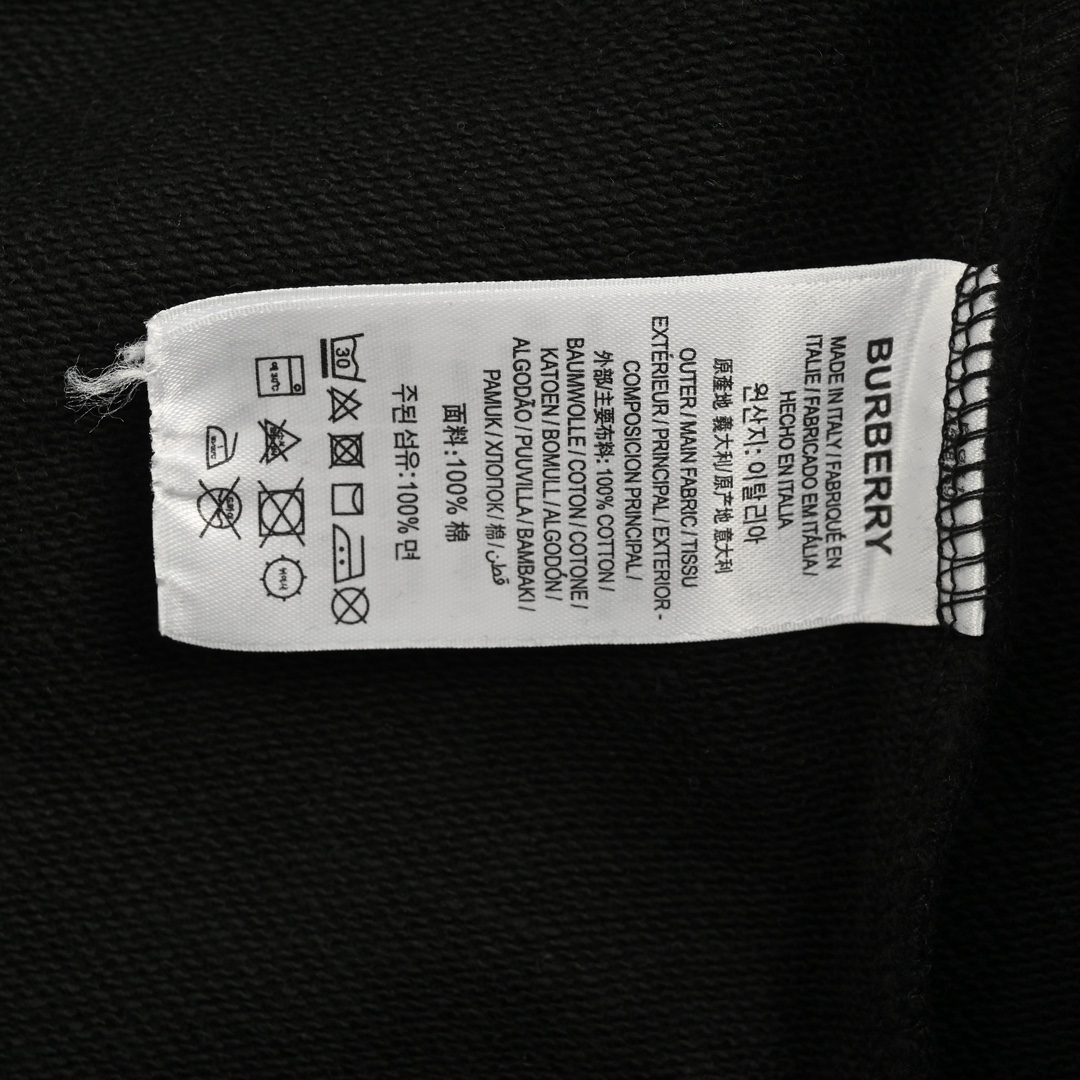 BURBERRY
MADE IN ITALY / FABRIQUÉ EN
ITALIE / FABRICADO EM ITÁLIA /
HECHO EN ITALIA
원산지: 이탈리아
原產地 義大利/原产地 意大利
OUTER / MAIN FABRIC / TISSU
EXTÉRIEUR / PRINCIPAL / EXTERIOR -
COMPOSICION PRINCIPAL /
外部/主要布料: 100% COTTON /
BAUMWOLLE / COTON / COTONE /
KATOEN / BOMULL / ALGODÓN /
ALGODÃO / PUUVILLA / BAMBAKI /
PAMUK / ХЛОПОК / 棉 / قطن
面料:100% 棉
주된 섬유:100% 면
30